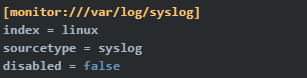 [monitor:///var/log/syslog]
index = linux
sourcetype = syslog
disabled = false